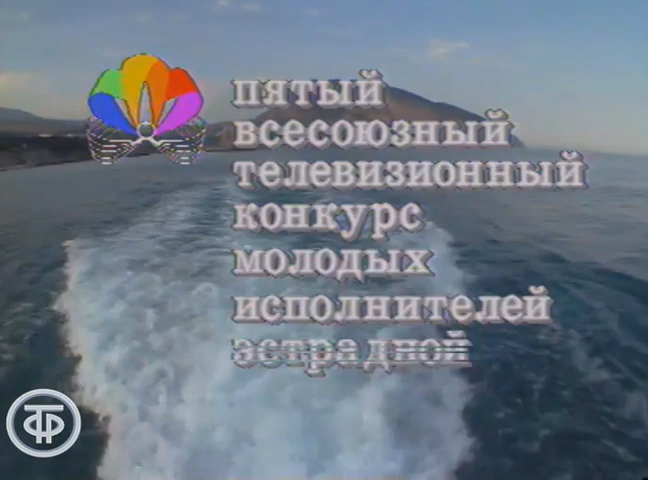 пятый
всесоюзный
телевизионный
конкурс
молодых
исполнителей
эстрадной